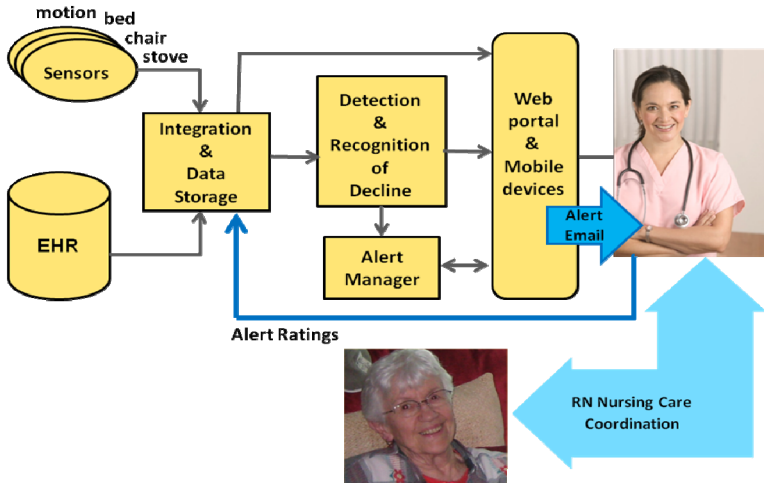 motion
bed
chair
stove
Sensors
Integration
&
Data
Storage
EHR
Detection
&
Recognition
of
Decline
Alert
Manager
Web
portal
&
Mobile
devices
Alert
Email
Alert Ratings
RN Nursing Care
Coordination